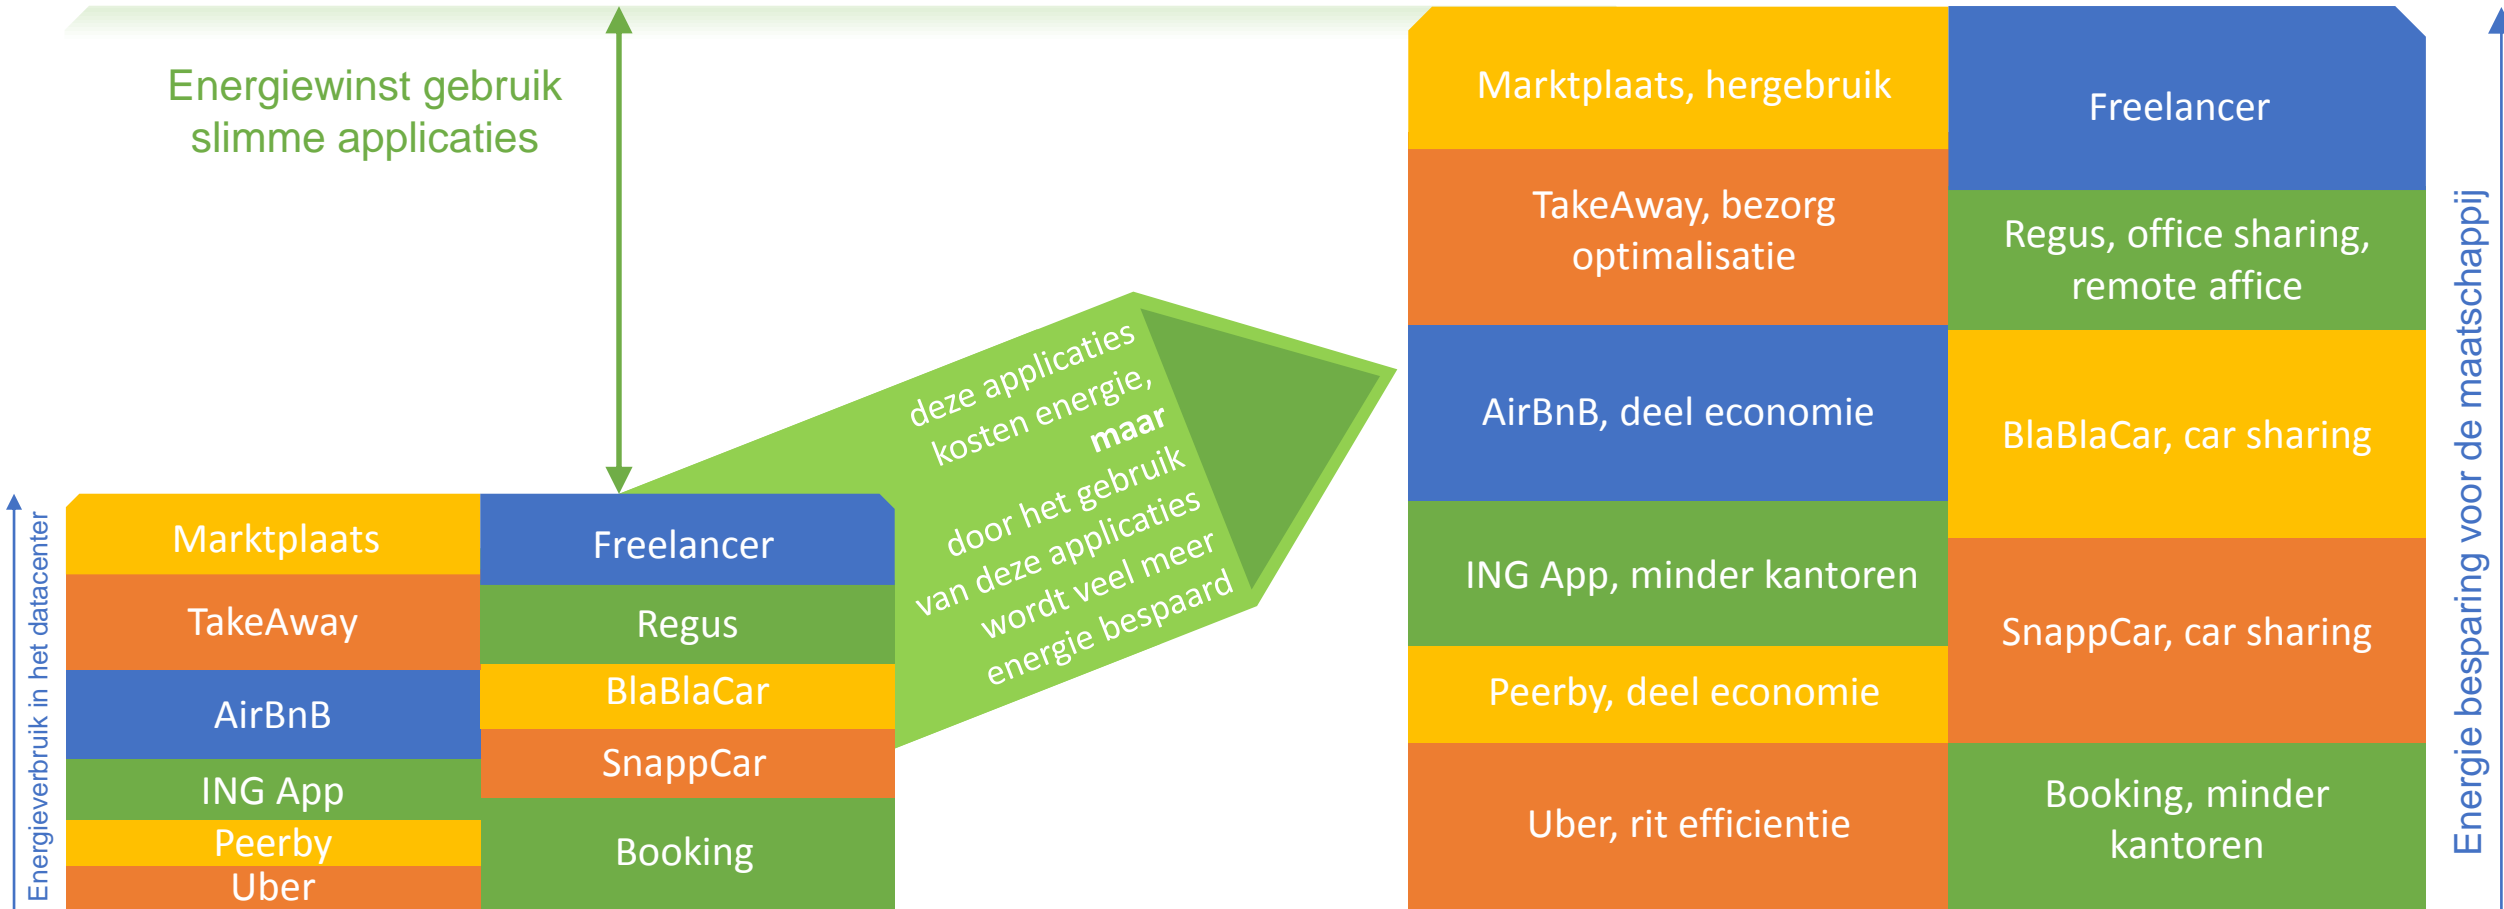 Energiewinst gebruik
slimme applicaties
Energieverbruik in het datacenter
Marktplaats
TakeAway
AirBnB
ING App
Peerby
Uber
Freelancer
Regus
BlaBlaCar
SnappCar
Booking
deze applicaties
kosten energie,
maar
door het gebruik
van deze applicaties
wordt veel meer
energie bespaard
Marktplaats, hergebruik
TakeAway, bezorg
optimalisatie
AirBnB, deel economie
ING App, minder kantoren
Peerby, deel economie
Uber, rit efficientie
Freelancer
Regus, office sharing,
remote affice
BlaBlaCar, car sharing
SnappCar, car sharing
Booking, minder
kantoren
Energie besparing voor de maatschappij